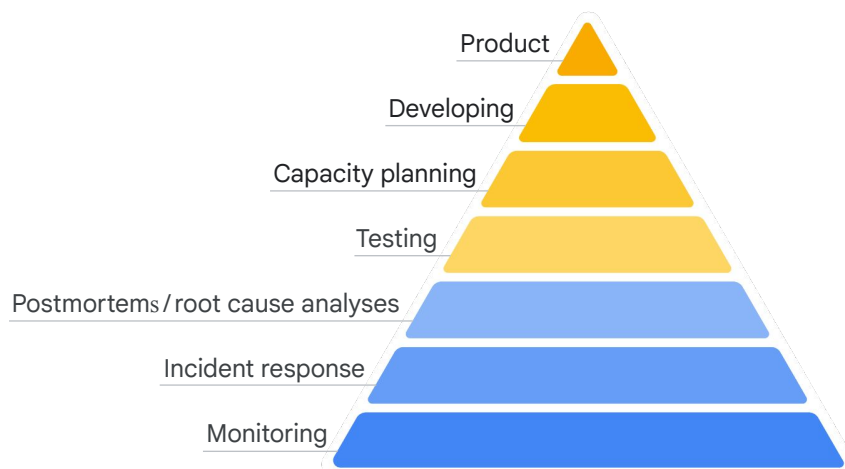 Product
Developing
Capacity planning
Testing
Postmortems/root cause analyses
Incident response
Monitoring